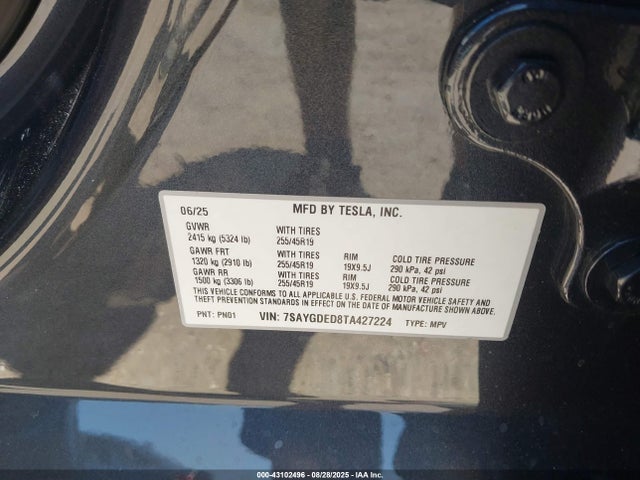 06/25 MFD BY TESLA, INC.
GVWR WITH TIRES
2415 kg (5324 lb) 255/45R19
GAWR FRT WITH TIRES RIM COLD TIRE PRESSURE
1320 kg (2910 lb) 255/45R19 19X9.5J 290 kPa, 42 psi
GAWR RR WITH TIRES RIM COLD TIRE PRESSURE
1500 kg (3306 lb) 255/45R19 19X9.5J 290 kPa, 42 psi
THIS VEHICLE CONFORMS TO ALL APPLICABLE U.S. FEDERAL MOTOR VEHICLE SAFETY AND
THEFT PREVENTION STANDARDS IN EFFECT ON THE DATE OF MANUFACTURE SHOWN ABOVE.
PNT: PN01 VIN: 7SAYGDED8TA427224 TYPE: MPV
000-43102496 - 08/28/2025 - IAA Inc.